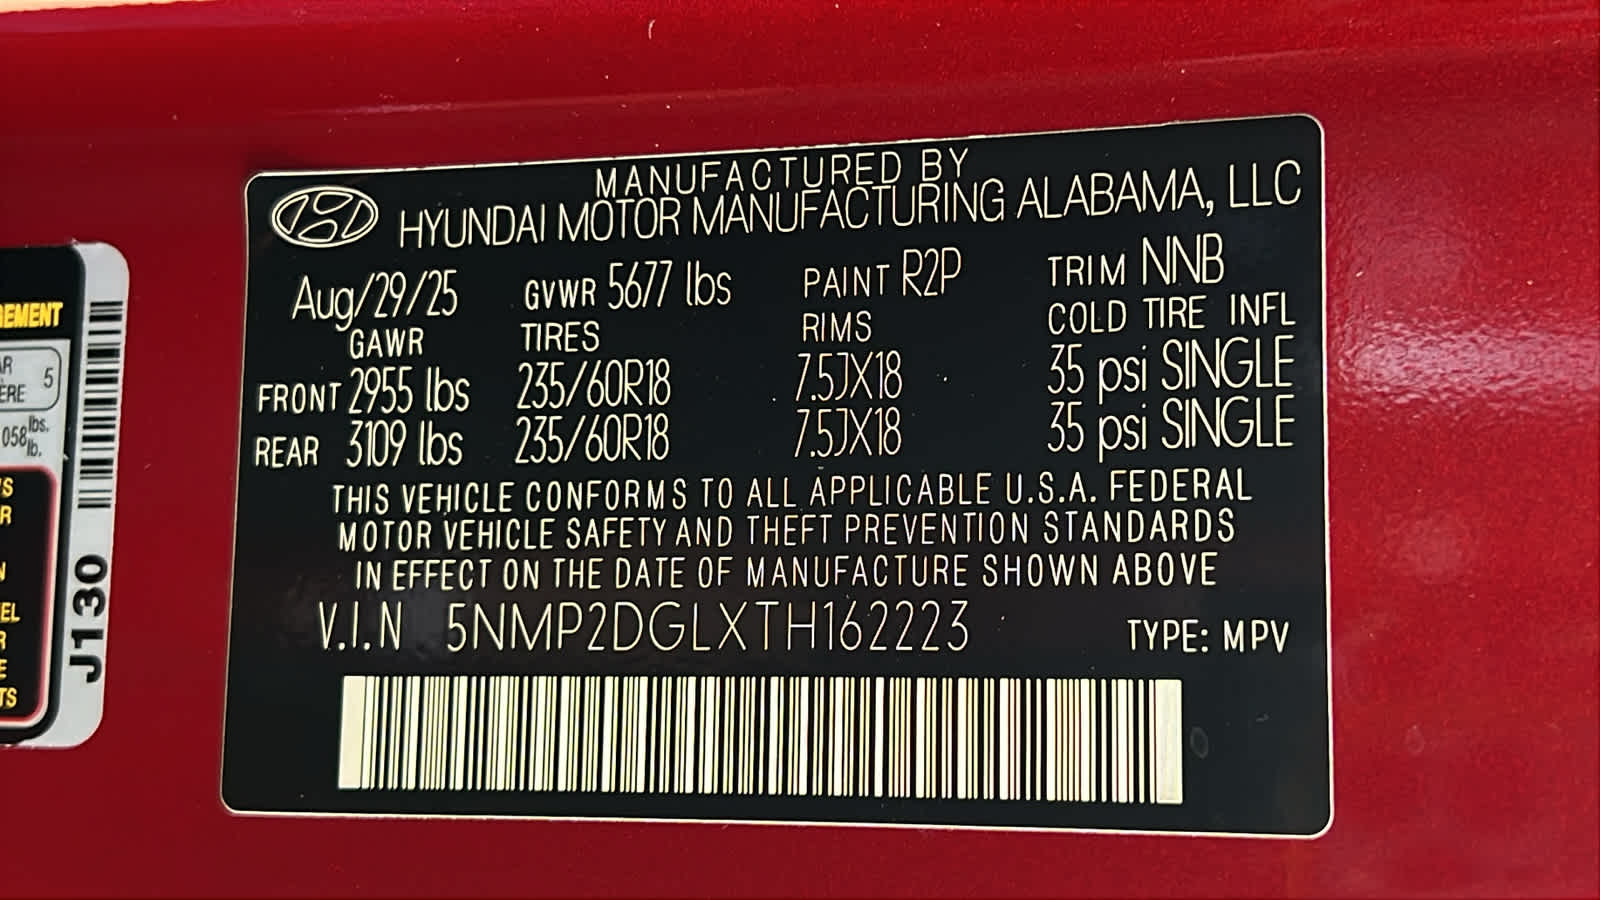 MANUFACTURED BY
HYUNDAI MOTOR MANUFACTURING ALABAMA, LLC
Aug/29/25 GVWR 5677 lbs PAINT R2P TRIM NNB
GAWR TIRES RIMS COLD TIRE INFL
FRONT 2955 lbs 235/60R18 7.5JX18 35 psi SINGLE
REAR 3109 lbs 235/60R18 7.5JX18 35 psi SINGLE
THIS VEHICLE CONFORMS TO ALL APPLICABLE U.S.A. FEDERAL
MOTOR VEHICLE SAFETY AND THEFT PREVENTION STANDARDS
IN EFFECT ON THE DATE OF MANUFACTURE SHOWN ABOVE
V.I.N 5NMP2DGLXTH162223 TYPE: MPV
5
lbs.
lb.
J130